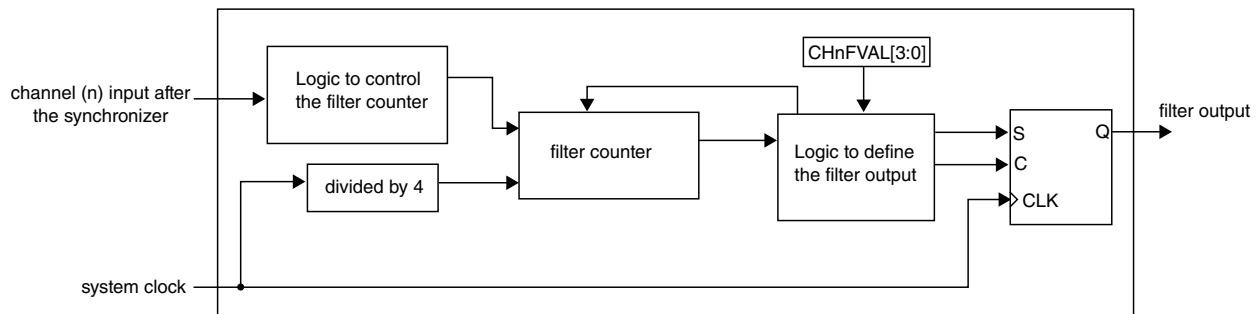 CHnFVAL[3:0]
Logic to control
the filter counter
channel (n) input after
the synchronizer
filter output
S
Q
filter counter
Logic to define
the filter output
C
divided by 4
CLK
system clock